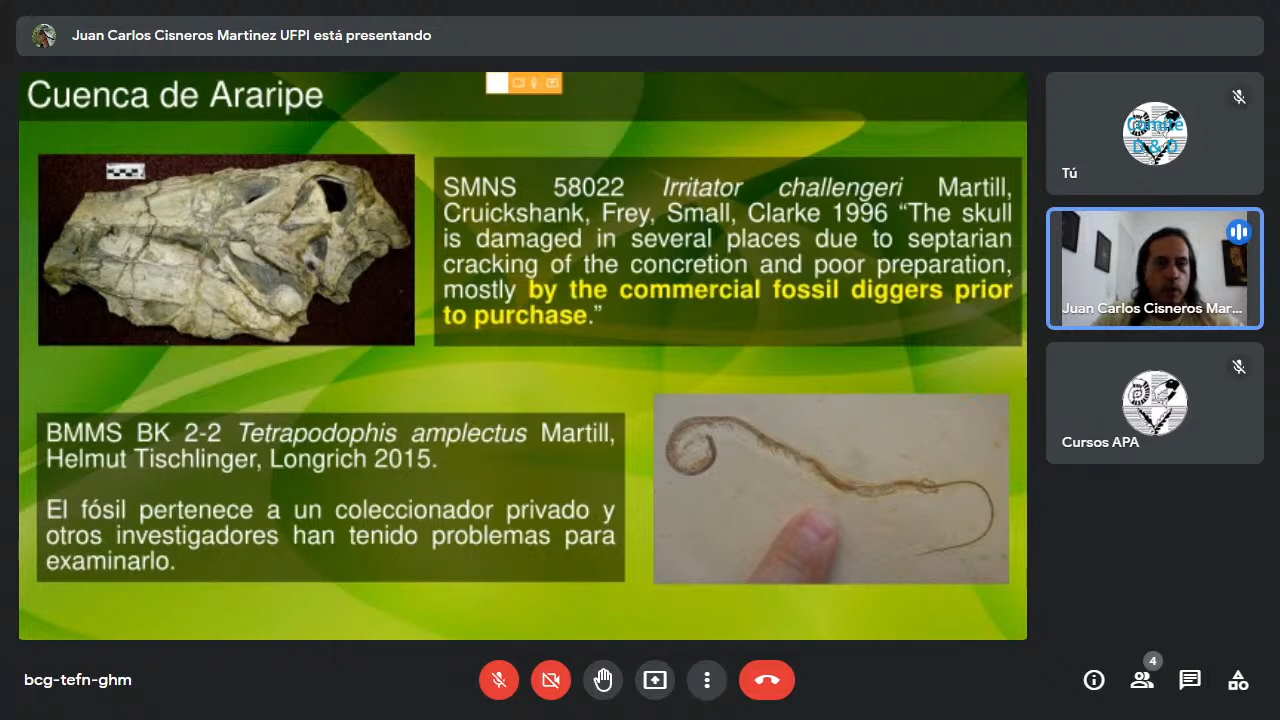 Juan Carlos Cisneros Martinez UFPI está presentando
Cuenca de Araripe
SMNS 58022 Irritator challengeri Martill,
Cruickshank, Frey, Small, Clarke 1996 “The skull
is damaged in several places due to septarian
cracking of the concretion and poor preparation,
mostly by the commercial fossil diggers prior
to purchase.”
BMMS BK 2-2 Tetrapodophis amplectus Martill,
Helmut Tischlinger, Longrich 2015.
El fósil pertenece a un coleccionador privado y
otros investigadores han tenido problemas para
examinarlo.
Comite
D & D
Tú
Juan Carlos Cisneros Mar...
Cursos APA
bcg-tefn-ghm
4